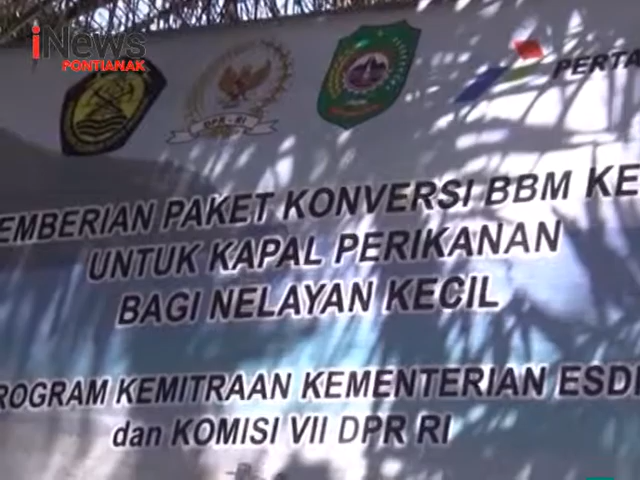 iNews
PONTIANAK
DPR-RI
PERTA
EMBERIAN PAKET KONVERSI BBM KE
UNTUK KAPAL PERIKANAN
BAGI NELAYAN KECIL
ROGRAM KEMITRAAN KEMENTERIAN ESD
dan KOMISI VII DPR RI